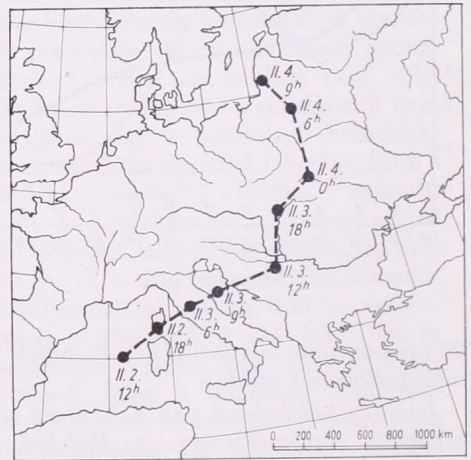 II.4.
9ʰ
II.4.
6ʰ
II.4.
0ʰ
II.3.
18ʰ
II.3.
12ʰ
II.3.
9ʰ
II.3.
6ʰ
II.2.
18ʰ
II.2.
12ʰ
0 200 400 600 800 1000 km